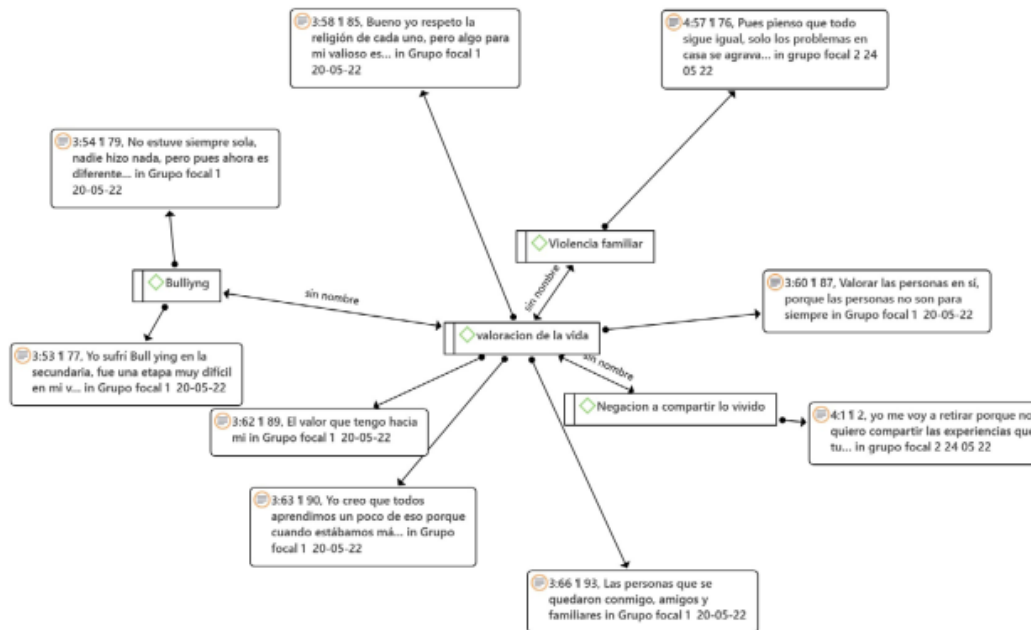 3:58 ¶ 85, Bueno yo respeto la
religión de cada uno, pero algo para
mi valioso es... in Grupo focal 1
20-05-22
4:57 ¶ 76, Pues pienso que todo
sigue igual, solo los problemas en
casa se agrava... in grupo focal 2 24
05 22
3:54 ¶ 79, No estuve siempre sola,
nadie hizo nada, pero pues ahora es
diferente... in Grupo focal 1
20-05-22
Violencia familiar
Bulliyng
sin nombre
sin nombre
3:60 ¶ 87, Valorar las personas en sí,
porque las personas no son para
siempre in Grupo focal 1 20-05-22
valoracion de la vida
3:53 ¶ 77, Yo sufrí Bull ying en la
secundaria, fue una etapa muy difícil
en mi v... in Grupo focal 1 20-05-22
sin nombre
Negacion a compartir lo vivido
3:62 ¶ 89, El valor que tengo hacia
mi in Grupo focal 1 20-05-22
4:1 ¶ 2, yo me voy a retirar porque no
quiero compartir las experiencias que
tu... in grupo focal 2 24 05 22
3:63 ¶ 90, Yo creo que todos
aprendimos un poco de eso porque
cuando estábamos má... in Grupo
focal 1 20-05-22
3:66 ¶ 93, Las personas que se
quedaron conmigo, amigos y
familiares in Grupo focal 1 20-05-22